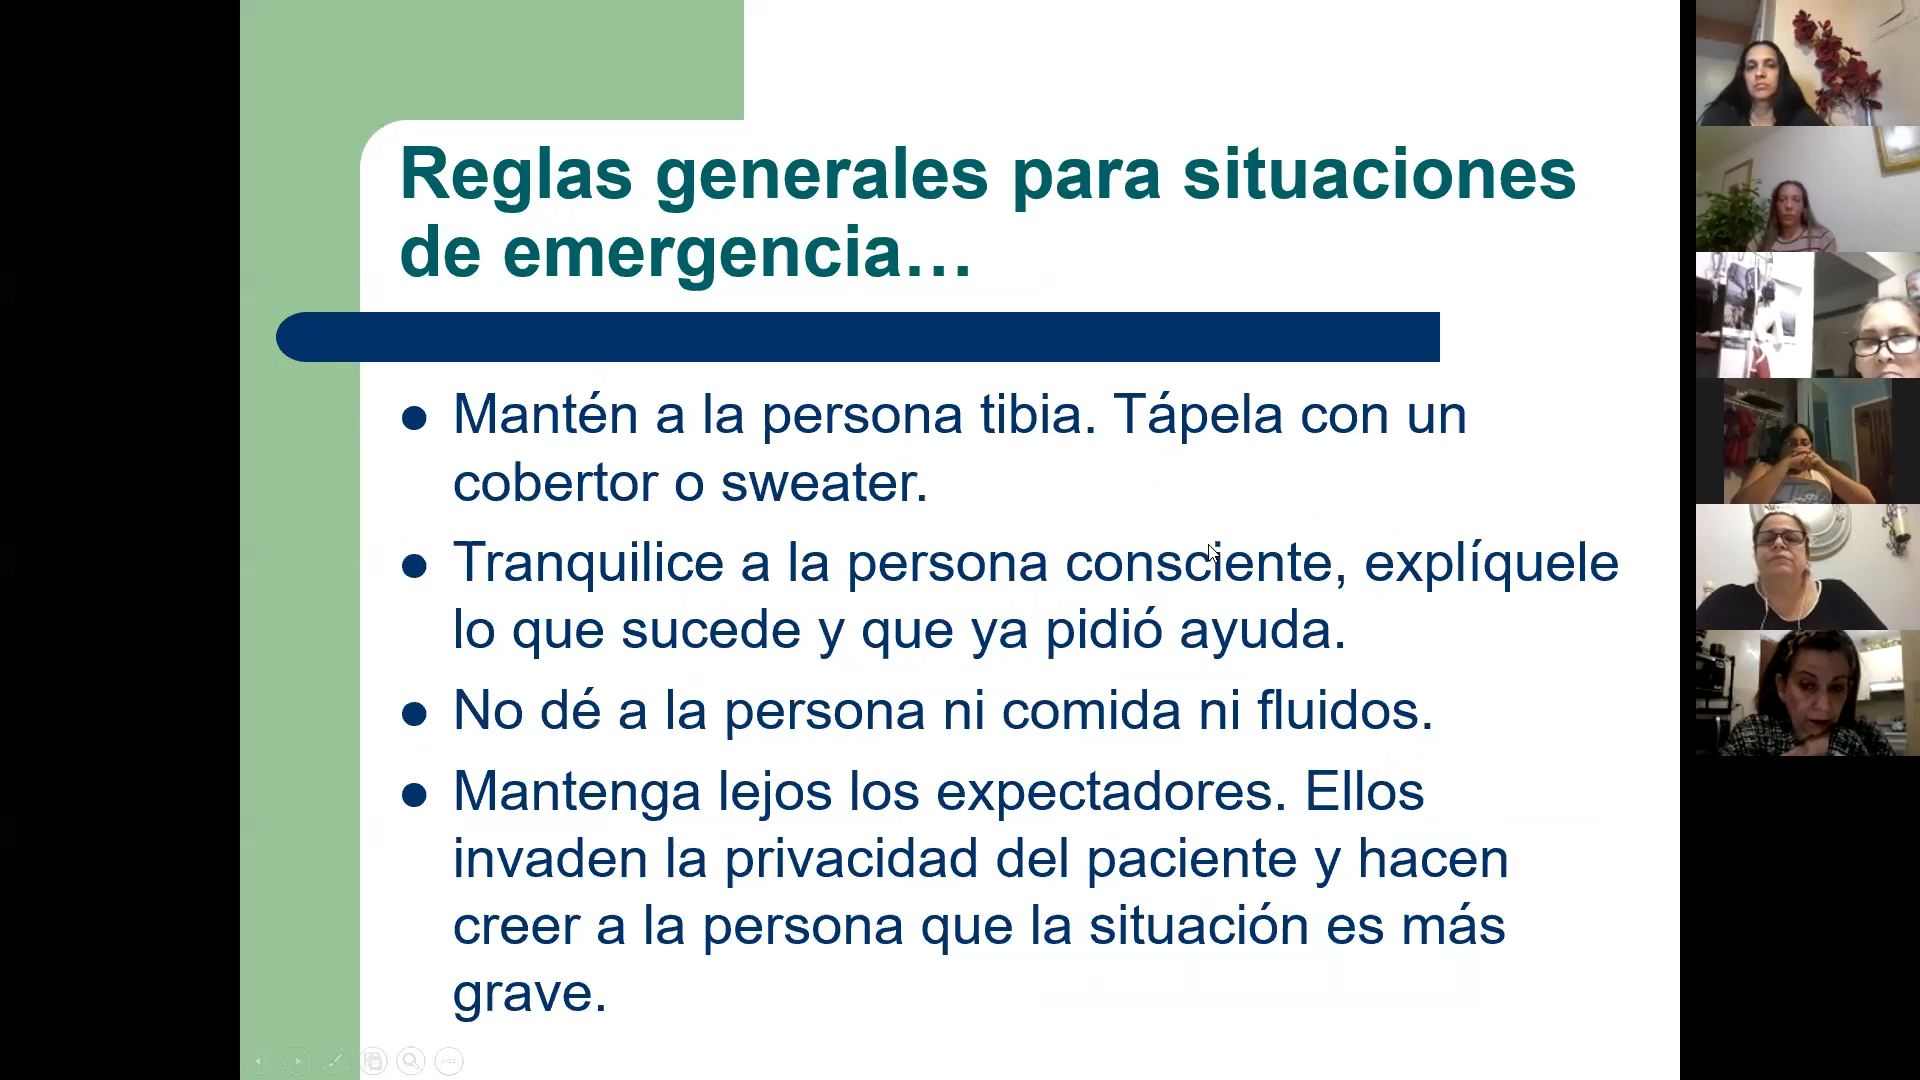 Reglas generales para situaciones
de emergencia…
Mantén a la persona tibia. Tápela con un
cobertor o sweater.
Tranquilice a la persona consciente, explíquele
lo que sucede y que ya pidió ayuda.
No dé a la persona ni comida ni fluidos.
Mantenga lejos los expectadores. Ellos
invaden la privacidad del paciente y hacen
creer a la persona que la situación es más
grave.